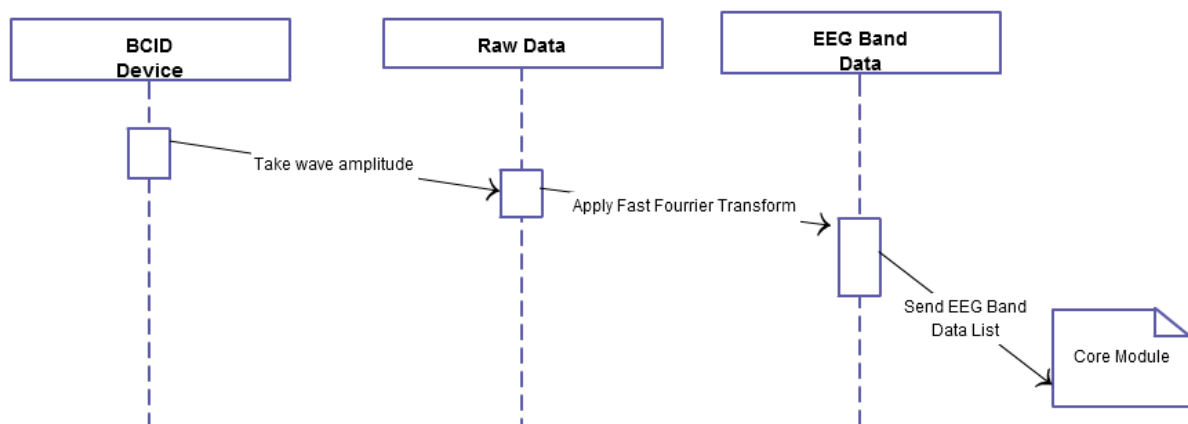 BCID
Device
Raw Data
EEG Band
Data
Take wave amplitude
Apply Fast Fourrier Transform
Send EEG Band
Data List
Core Module